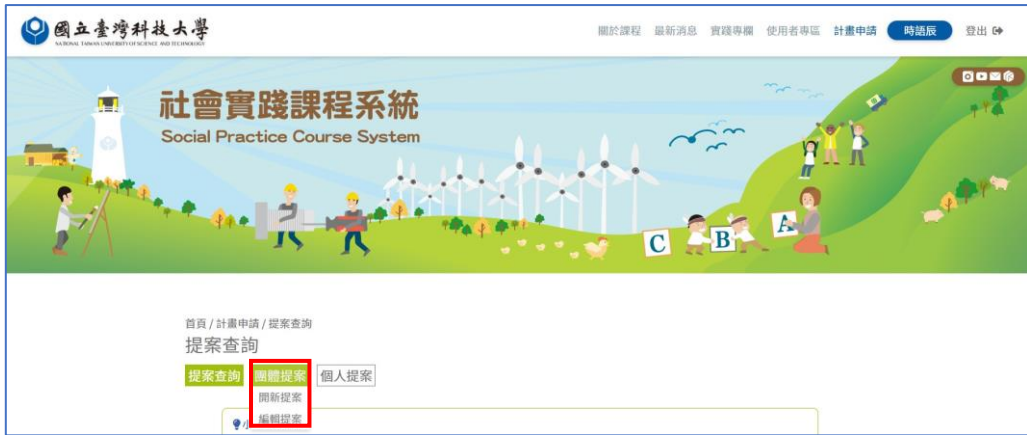 國立臺灣科技大學
NATIONAL TAIWAN UNIVERSITY OF SCIENCE AND TECHNOLOGY
關於課程 最新消息 實踐專欄 使用者專區 計畫申請 時語辰 登出
社會實踐課程系統
Social Practice Course System
C B A
首頁 / 計畫申請 / 提案查詢
提案查詢
提案查詢 團體提案 個人提案
開新提案
小 編輯提案